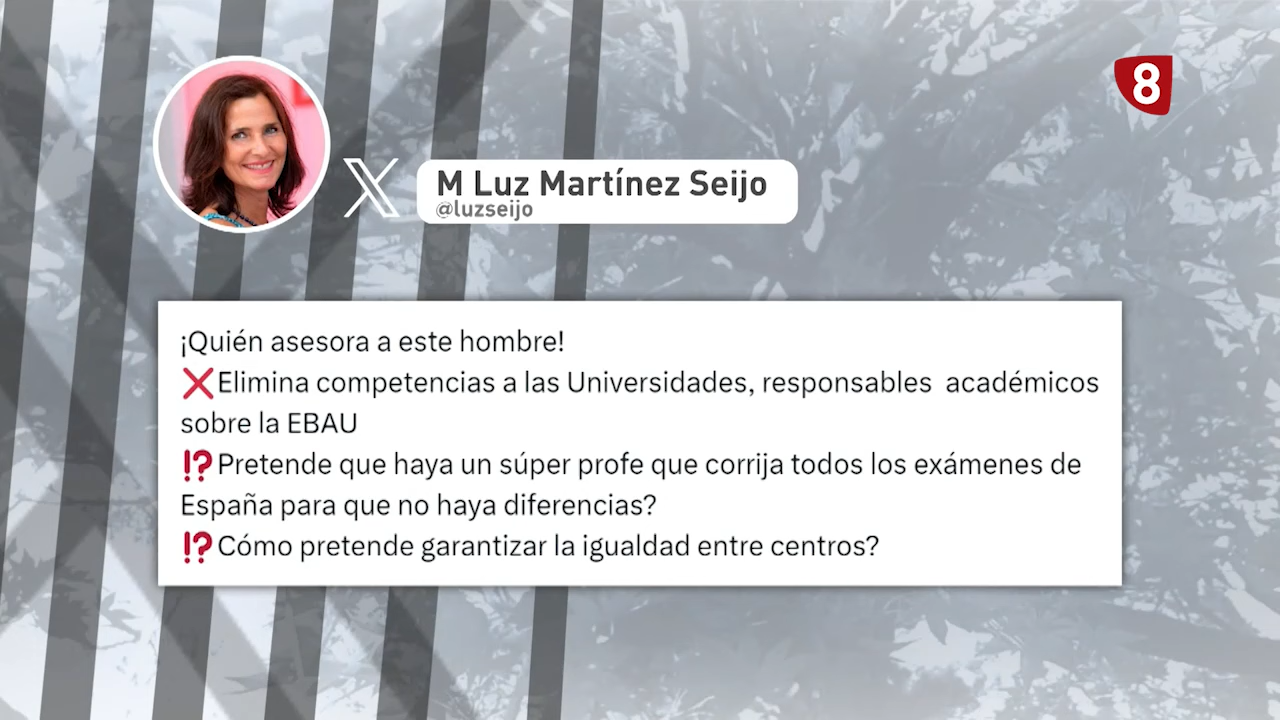 8
M Luz Martínez Seijo
@luzseijo
¡Quién asesora a este hombre!
❌Elimina competencias a las Universidades, responsables  académicos
sobre la EBAU
⁉️Pretende que haya un súper profe que corrija todos los exámenes de
España para que no haya diferencias?
⁉️Cómo pretende garantizar la igualdad entre centros?